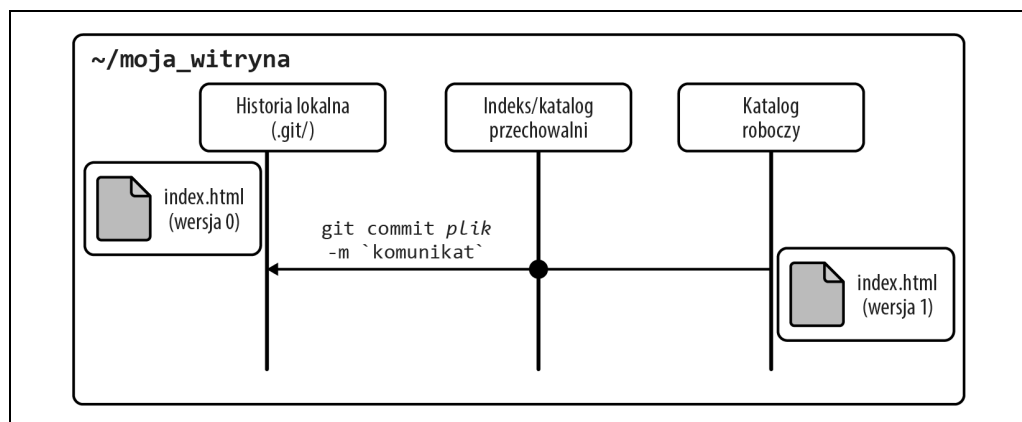 ~/moja_witryna
Historia lokalna
(.git/)
Indeks/katalog
przechowalni
Katalog
roboczy
index.html
(wersja 0)
git commit plik
-m `komunikat`
index.html
(wersja 1)